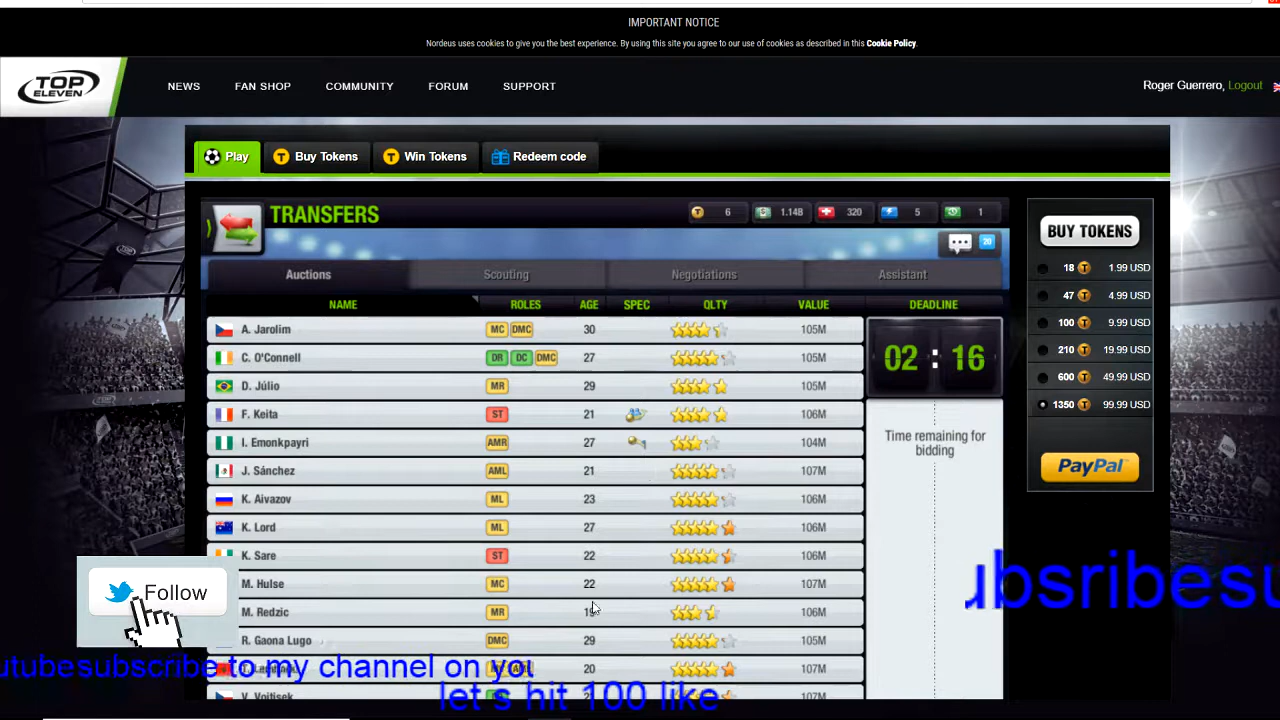 IMPORTANT NOTICE
Nordeus uses cookies to give you the best experience. By using this site you agree to our use of cookies as described in this Cookie Policy.
TOP ELEVEN
NEWS FAN SHOP COMMUNITY FORUM SUPPORT
Roger Guerrero, Logout
Play Buy Tokens Win Tokens Redeem code
TRANSFERS
T 6 1.14B 320 5 1
20
Auctions Scouting Negotiations Assistant
NAME ROLES AGE SPEC QLTY VALUE DEADLINE
A. Jarolim MC DMC 30 105M
C. O'Connell DR DC DMC 27 105M
D. Júlio MR 29 105M
F. Keita ST 21 106M
I. Emonkpayri AMR 27 104M
J. Sánchez AML 21 107M
K. Aivazov ML 23 106M
K. Lord ML 27 106M
K. Sare ST 22 106M
M. Hulse MC 22 107M
M. Redzic MR 106M
R. Gaona Lugo DMC 29 105M
20 106M
V. Vojtisek 107M
02 : 16
Time remaining for
bidding
BUY TOKENS
18 T 1.99 USD
47 T 4.99 USD
100 T 9.99 USD
210 T 19.99 USD
600 T 49.99 USD
1350 T 99.99 USD
PayPal
Follow
ubsribesu
utubesubscribe to my channel on you
let's hit 100 like